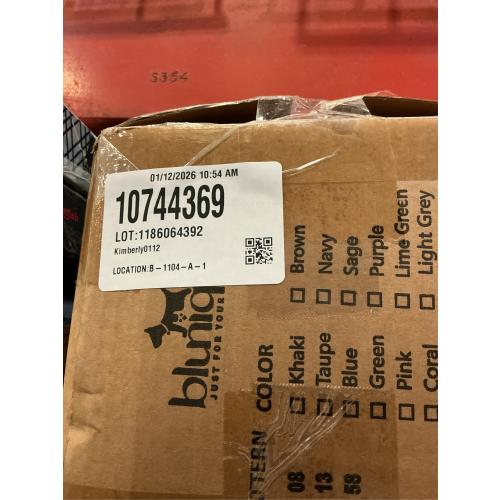 S354
01/12/2026 10:54 AM
10744369
LOT:1186064392
Kimberly0112
LOCATION:B-1104-A-1
JUST FOR YOUR
COLOR
Khaki
Brown
Taupe
Navy
Blue
Sage
Green
Purple
Pink
Lime Green
Coral
Light Grey
08
13
58